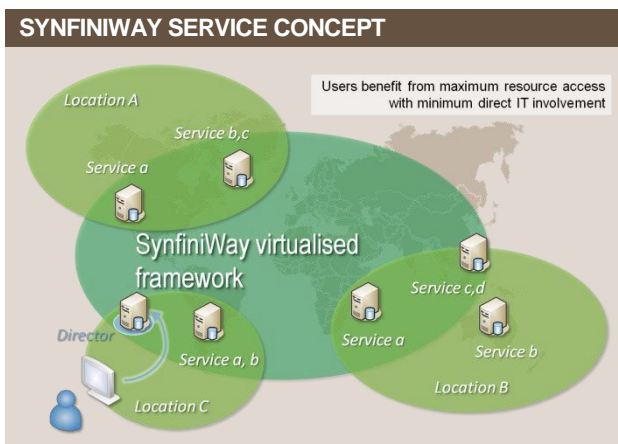 SYNFINIWAY SERVICE CONCEPT
Users benefit from maximum resource access
with minimum direct IT involvement
Location A
Service b,c
Service a
SynfiniWay virtualised
framework
Service c,d
Director
Service a
Service a, b
Service b
Location B
Location C